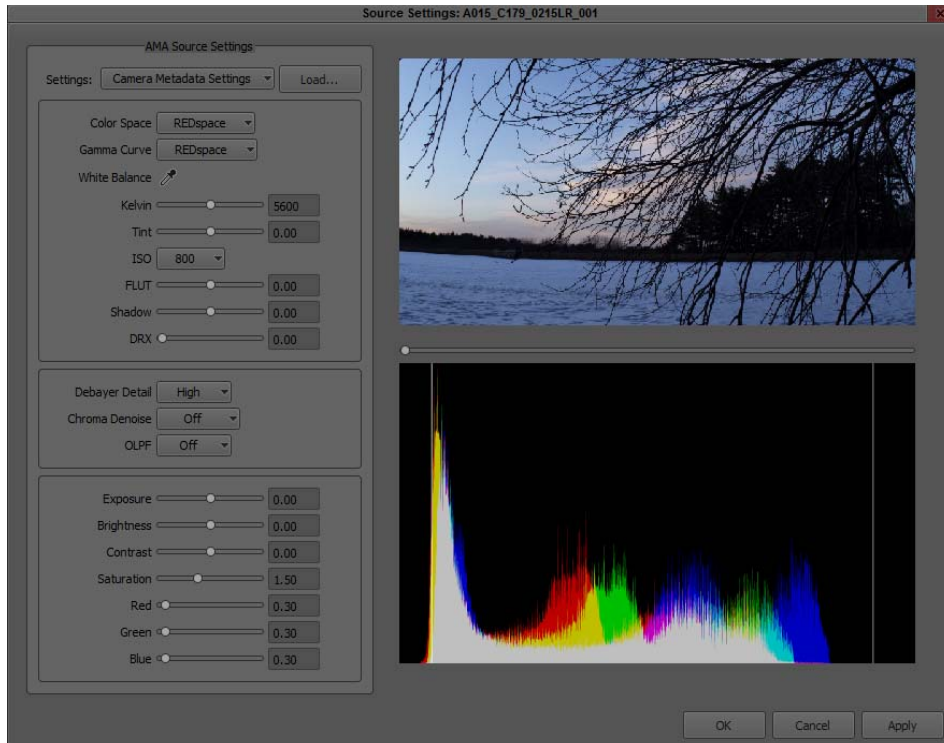 Source Settings: A015_C179_0215LR_001
AMA Source Settings
Settings: Camera Metadata Settings Load...
Color Space REDspace
Gamma Curve REDspace
White Balance
Kelvin 5600
Tint 0.00
ISO 800
FLUT 0.00
Shadow 0.00
DRX 0.00
Debayer Detail High
Chroma Denoise Off
OLPF Off
Exposure 0.00
Brightness 0.00
Contrast 0.00
Saturation 1.50
Red 0.30
Green 0.30
Blue 0.30
OK Cancel Apply